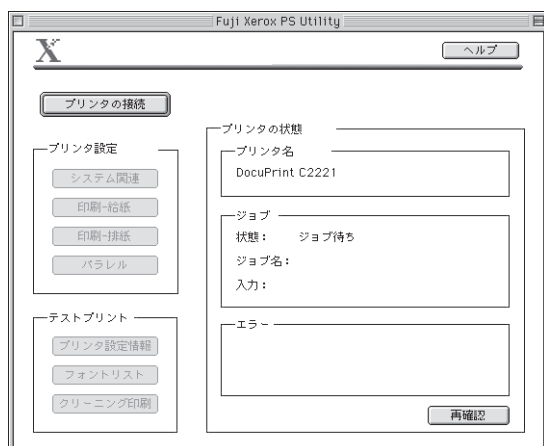 Fuji Xerox PS Utility
X
ヘルプ
プリンタの接続
プリンタ設定
システム関連
印刷-給紙
印刷-排紙
パラレル
テストプリント
プリンタ設定情報
フォントリスト
クリーニング印刷
プリンタの状態
プリンタ名
DocuPrint C2221
ジョブ
状態： ジョブ待ち
ジョブ名：
入力：
エラー
再確認